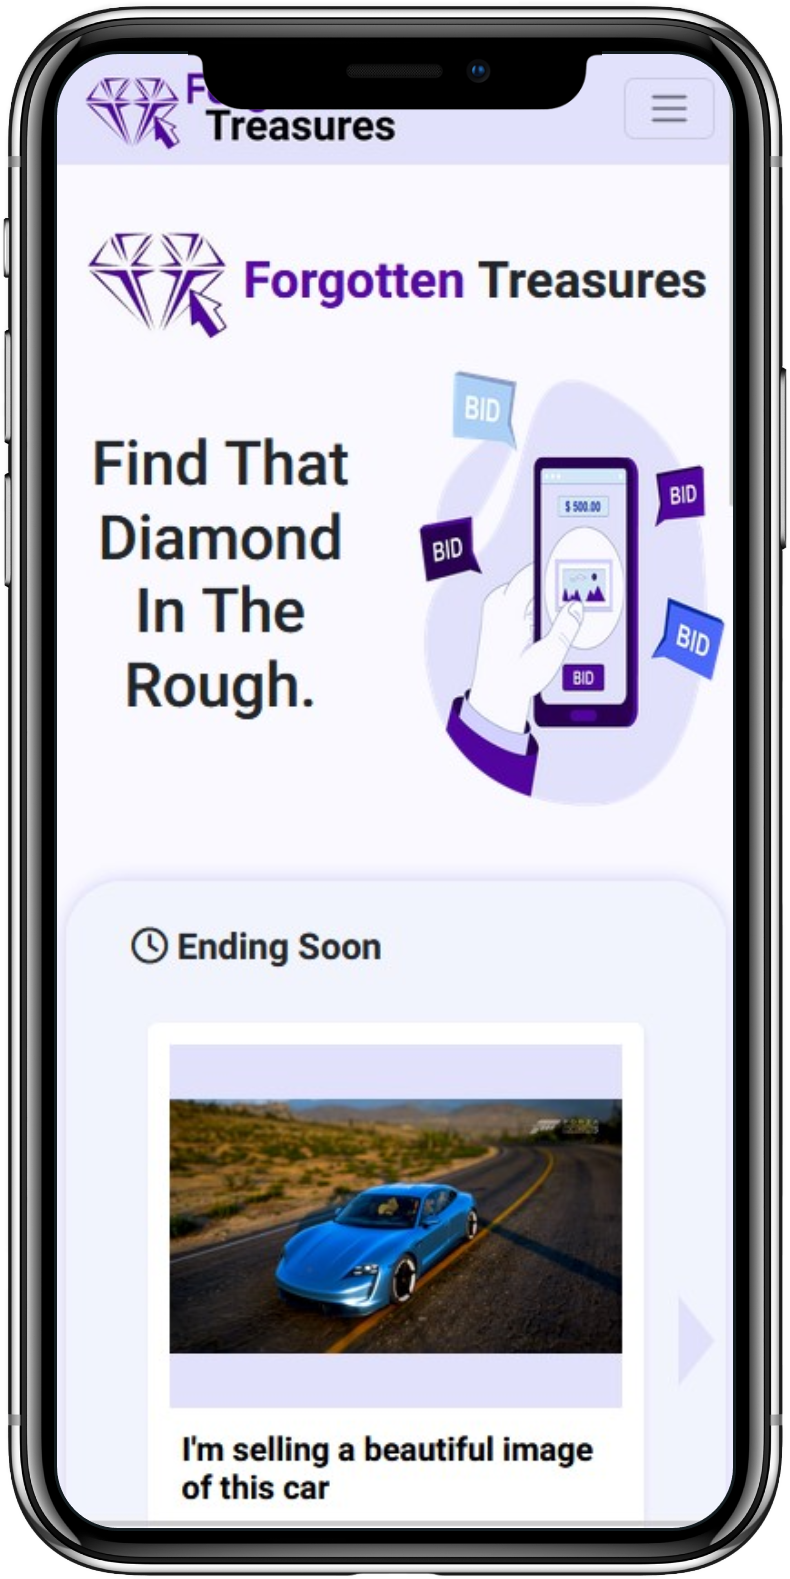 Treasures
Forgotten Treasures
BID
Find That
Diamond
In The
Rough.
BID
$ 500.00
BID
BID
BID
Ending Soon
I'm selling a beautiful image
of this car